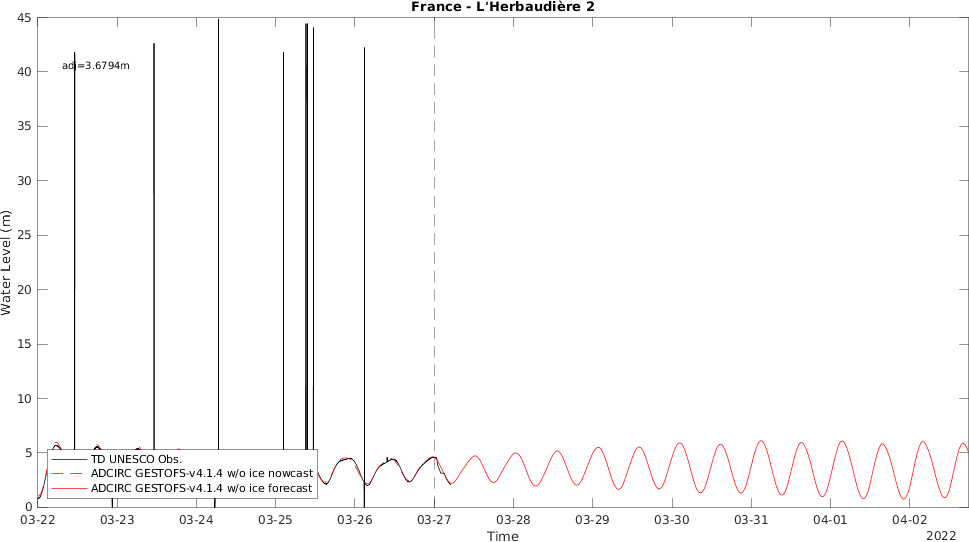 France - L'Herbaudière 2
45
40
35
30
25
20
15
10
5
0
Water Level (m)
adj=3.6794m
TD UNESCO Obs.
ADCIRC GESTOFS-v4.1.4 w/o ice nowcast
ADCIRC GESTOFS-v4.1.4 w/o ice forecast
03-22 03-23 03-24 03-25 03-26 03-27 03-28 03-29 03-30 03-31 04-01 04-02
Time
2022